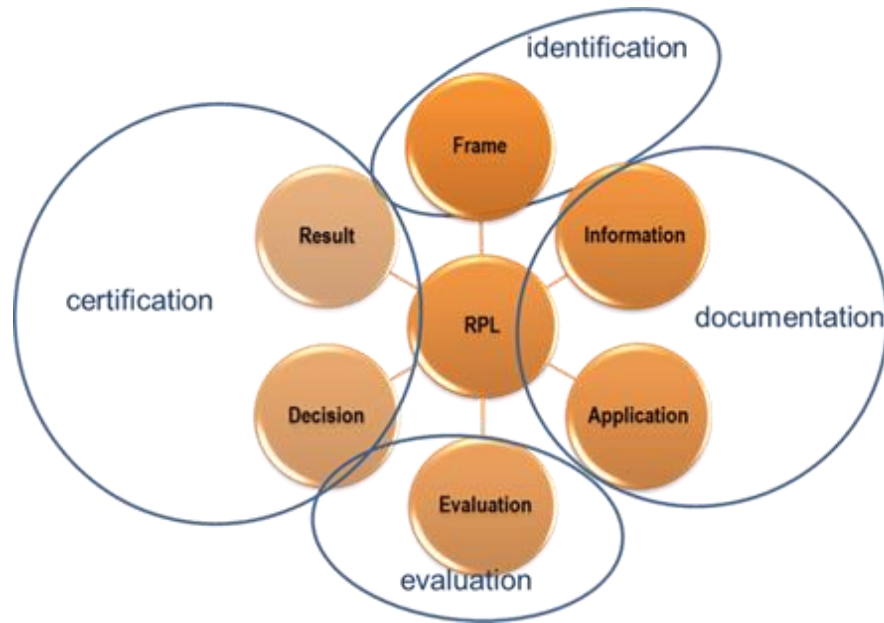 identification
Frame
Result
Information
certification
RPL
documentation
Decision
Application
Evaluation
evaluation